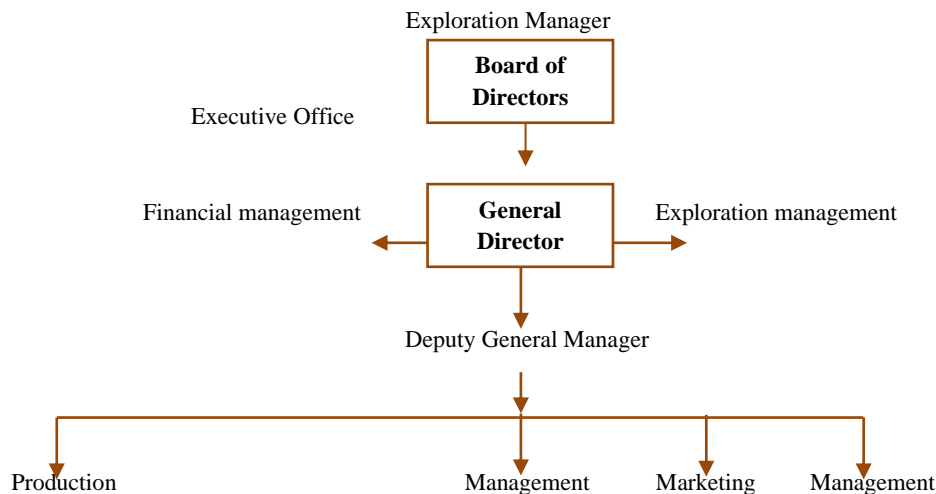 Exploration Manager
Board of
Directors
Executive Office
Financial management
General
Director
Exploration management
Deputy General Manager
Production
Management
Marketing
Management